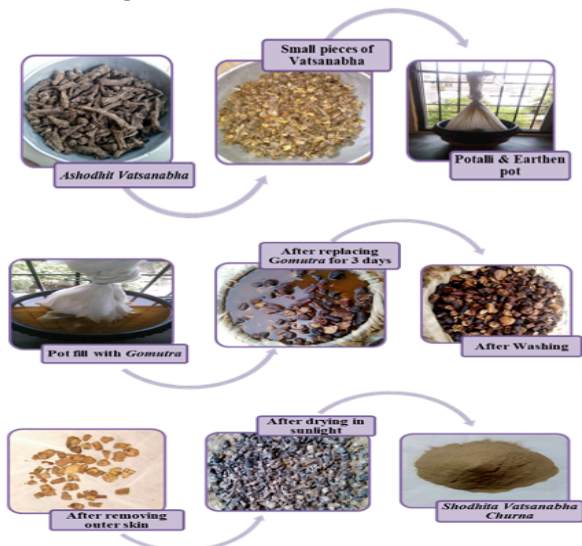 Small pieces of
Vatsanabha
Ashodhit Vatsanabha
Potalli & Earthen
pot
After replacing
Gomutra for 3 days
Pot fill with Gomutra
After Washing
After drying in
sunlight
After removing
outer skin
Shodhita Vatsanabha
Churna